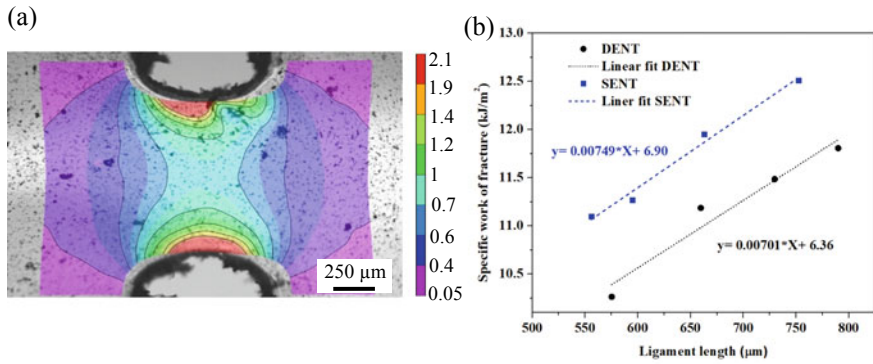 (a)
2.1
1.9
1.4
1.2
1
0.7
0.6
0.4
0.05
250 μm
(b)
Specific work of fracture (kJ/m²)
13.0
12.5
12.0
11.5
11.0
10.5
DENT
Linear fit DENT
SENT
Liner fit SENT
y= 0.00749*X+ 6.90
y= 0.00701*X+ 6.36
500 550 600 650 700 750 800
Ligament length (μm)